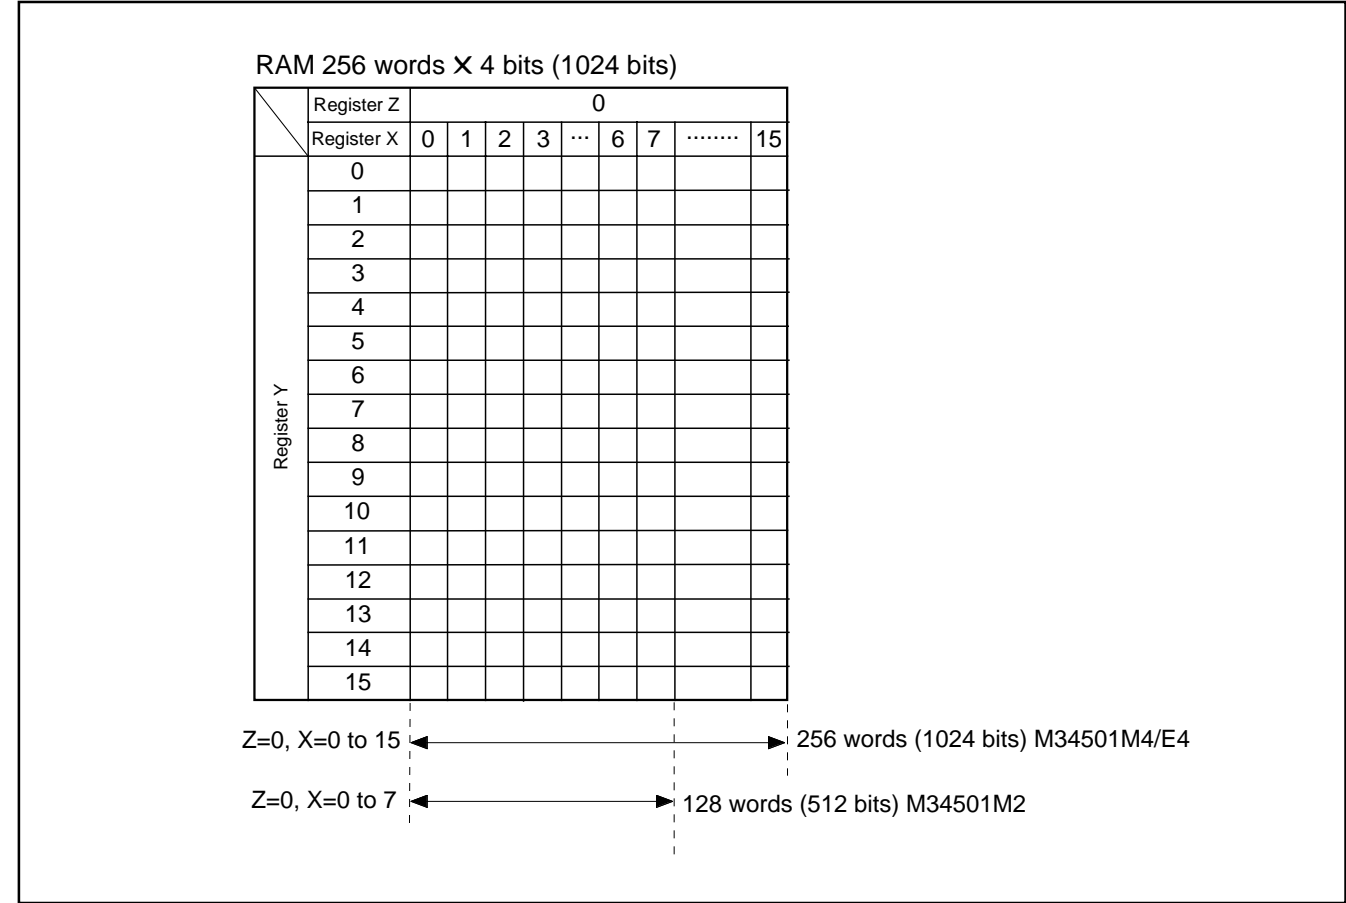 RAM 256 words × 4 bits (1024 bits)
Register Z 0
Register X 0 1 2 3 ··· 6 7 ········ 15
Register Y
0
1
2
3
4
5
6
7
8
9
10
11
12
13
14
15
Z=0, X=0 to 15 256 words (1024 bits) M34501M4/E4
Z=0, X=0 to 7 128 words (512 bits) M34501M2